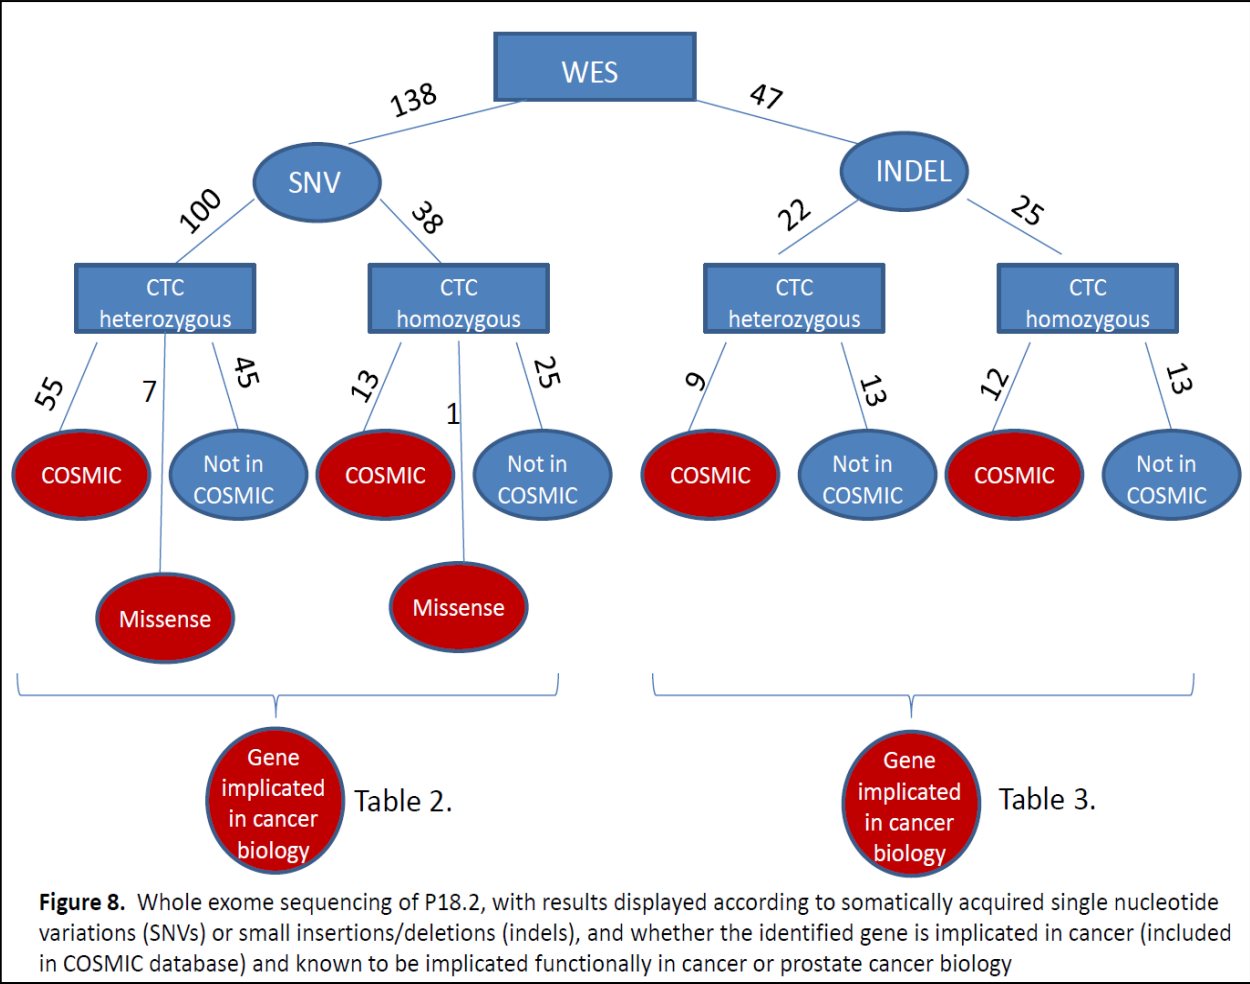 WES
138
47
SNV
INDEL
100
38
22
25
CTC
heterozygous
CTC
homozygous
CTC
heterozygous
CTC
homozygous
55
7
45
13
1
25
9
13
12
13
COSMIC
Not in
COSMIC
COSMIC
Not in
COSMIC
COSMIC
Not in
COSMIC
COSMIC
Not in
COSMIC
Missense
Missense
Gene
implicated
in cancer
biology
Table 2.
Gene
implicated
in cancer
biology
Table 3.
Figure 8. Whole exome sequencing of P18.2, with results displayed according to somatically acquired single nucleotide
variations (SNVs) or small insertions/deletions (indels), and whether the identified gene is implicated in cancer (included
in COSMIC database) and known to be implicated functionally in cancer or prostate cancer biology